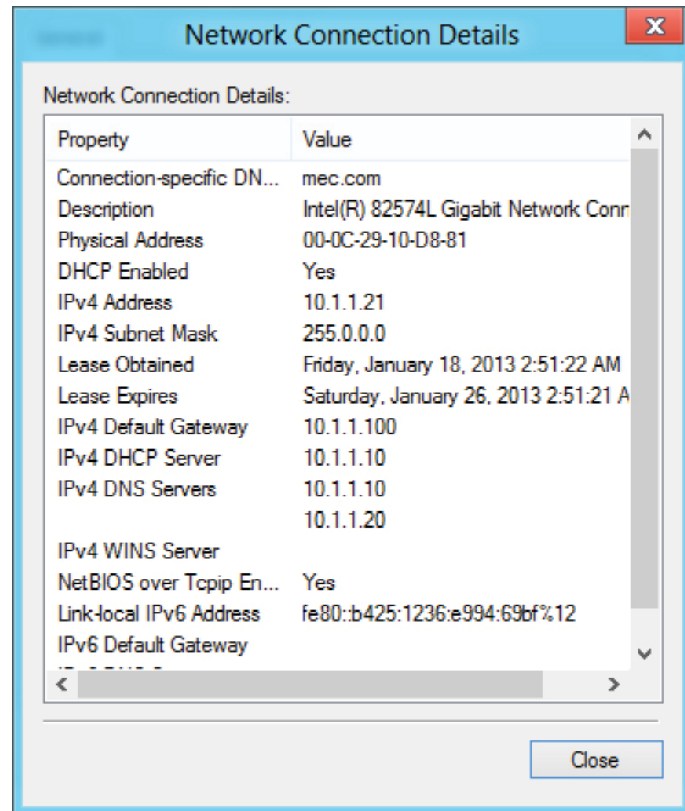 Network Connection Details
Network Connection Details:
Property Value
Connection-specific DN... mec.com
Description Intel(R) 82574L Gigabit Network Conn
Physical Address 00-0C-29-10-D8-81
DHCP Enabled Yes
IPv4 Address 10.1.1.21
IPv4 Subnet Mask 255.0.0.0
Lease Obtained Friday, January 18, 2013 2:51:22 AM
Lease Expires Saturday, January 26, 2013 2:51:21 A
IPv4 Default Gateway 10.1.1.100
IPv4 DHCP Server 10.1.1.10
IPv4 DNS Servers 10.1.1.10
10.1.1.20
IPv4 WINS Server
NetBIOS over Tcpip En... Yes
Link-local IPv6 Address fe80::b425:1236:e994:69bf%12
IPv6 Default Gateway
Close